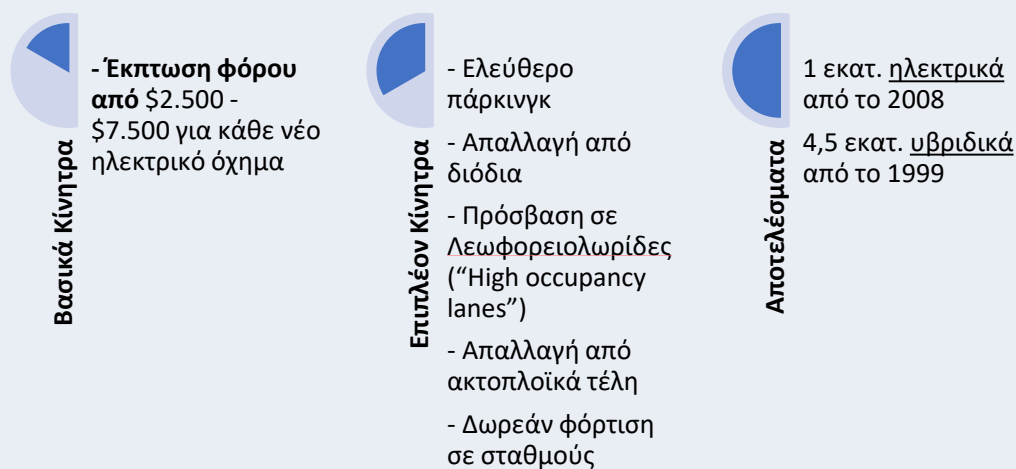 Βασικά Κίνητρα
- Έκπτωση φόρου
από $2.500 -
$7.500 για κάθε νέο
ηλεκτρικό όχημα
Επιπλέον Κίνητρα
- Ελεύθερο
πάρκινγκ
- Απαλλαγή από
διόδια
- Πρόσβαση σε
Λεωφορειολωρίδες
(“High occupancy
lanes”)
- Απαλλαγή από
ακτοπλοϊκά τέλη
- Δωρεάν φόρτιση
σε σταθμούς
Αποτελέσματα
1 εκατ. ηλεκτρικά
από το 2008
4,5 εκατ. υβριδικά
από το 1999